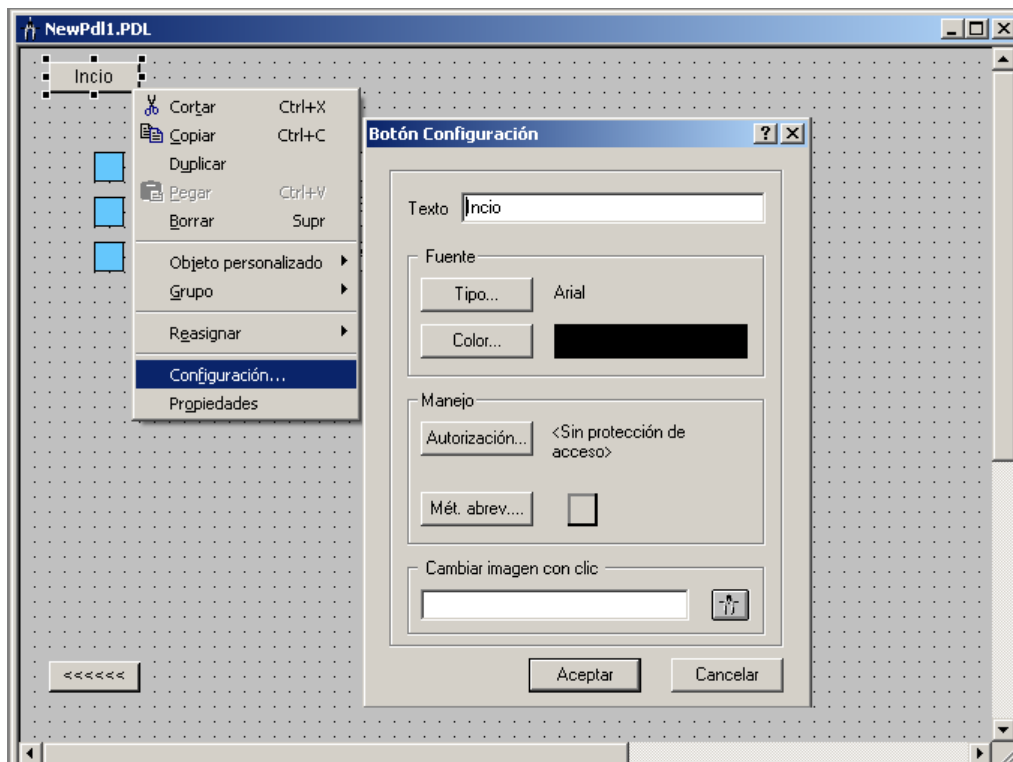 NewPdl1.PDL
Incio
Cortar Ctrl+X
Copiar Ctrl+C
Duplicar
Pegar Ctrl+V
Borrar Supr
Objeto personalizado
Grupo
Reasignar
Configuración...
Propiedades
Botón Configuración
Texto Incio
Fuente
Tipo... Arial
Color...
Manejo
Autorización... <Sin protección de
acceso>
Mét. abrev....
Cambiar imagen con clic
Aceptar Cancelar
<<<<<<